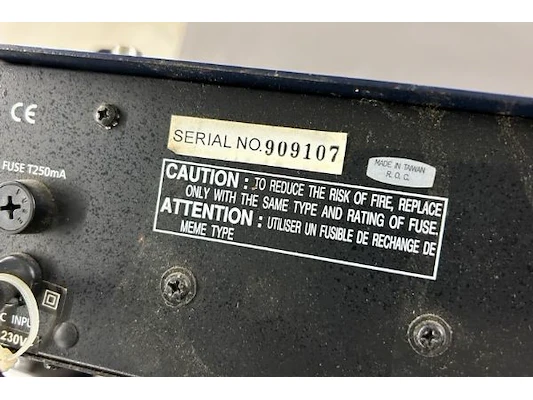 CE
SERIAL NO.909107
MADE IN TAIWAN
R.O.C.
FUSE T250mA
CAUTION : TO REDUCE THE RISK OF FIRE, REPLACE
ONLY WITH THE SAME TYPE AND RATING OF FUSE.
ATTENTION : UTILISER UN FUSIBLE DE RECHANGE DE
MEME TYPE
C INPU
230V